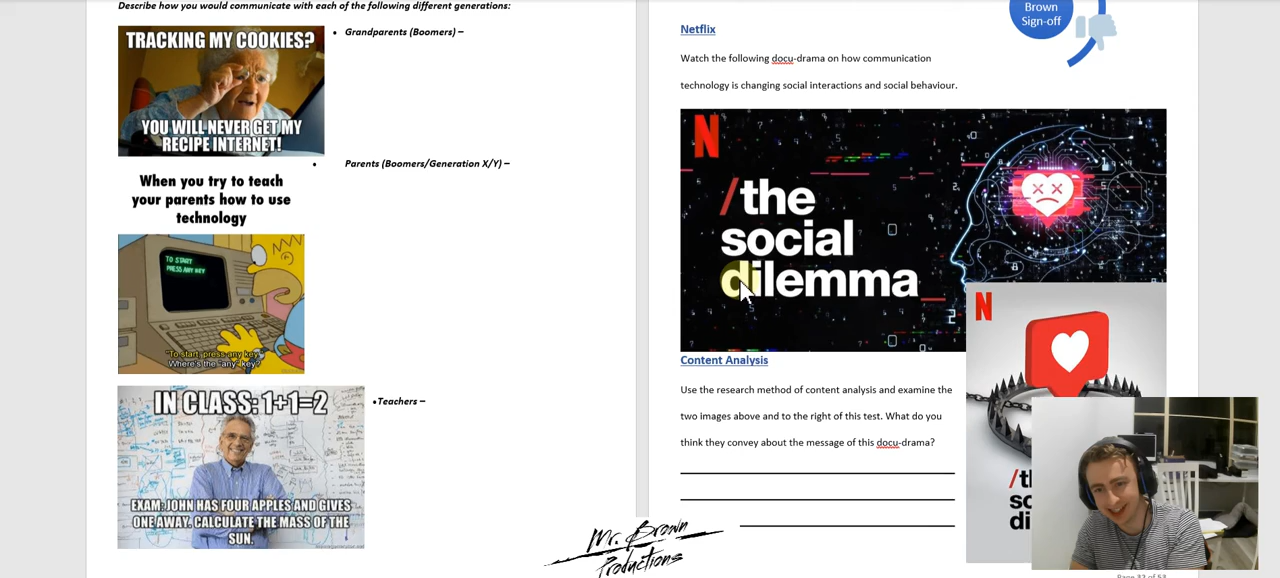 Describe how you would communicate with each of the following different generations:
TRACKING MY COOKIES?
YOU WILL NEVER GET MY
RECIPE INTERNET!
• Grandparents (Boomers) –
• Parents (Boomers/Generation X/Y) –
When you try to teach
your parents how to use
technology
TO START
PRESS ANY KEY
"To start, press any key"
Where's the "any" key?
IN CLASS: 1+1=2
EXAM: JOHN HAS FOUR APPLES AND GIVES
ONE AWAY. CALCULATE THE MASS OF THE
SUN.
• Teachers –
Mr. Brown
Productions
Brown
Sign-off
Netflix
Watch the following docu-drama on how communication
technology is changing social interactions and social behaviour.
N
/the
social
dilemma
Content Analysis
Use the research method of content analysis and examine the
two images above and to the right of this test. What do you
think they convey about the message of this docu-drama?
N
/t
so
di
Page 32 of 53